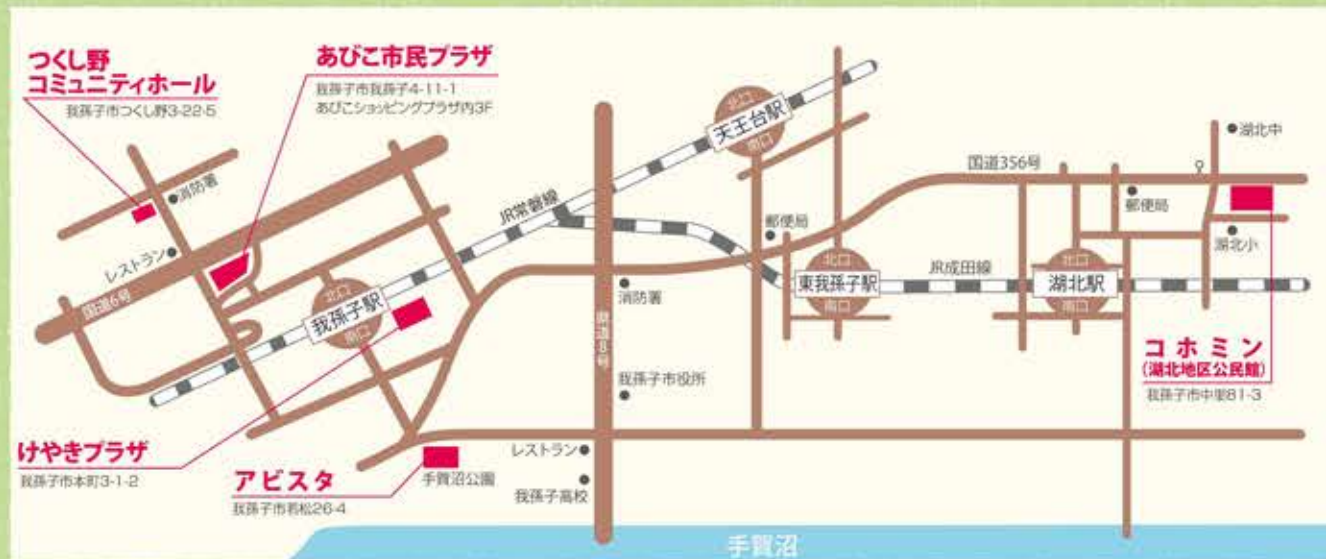 つくし野
コミュニティホール
我孫子市つくし野3-22-5
あびこ市民プラザ
我孫子市我孫子4-11-1
あびこショッピングプラザ内3F
消防署
レストラン
国道6号
北口
我孫子駅
南口
JR常磐線
北口
天王台駅
南口
国道356号
湖北中
郵便局
湖北小
郵便局
消防署
県道8号
北口
東我孫子駅
南口
JR成田線
北口
湖北駅
南口
コホミン
(湖北地区公民館)
我孫子市中里81-3
我孫子市役所
けやきプラザ
我孫子市本町3-1-2
アビスタ
我孫子市若松26-4
手賀沼公園
レストラン
我孫子高校
手賀沼